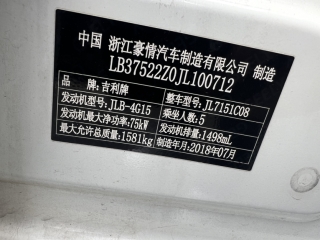 中国 浙江豪情汽车制造有限公司 制造
LB37522Z0JL100712
品牌:吉利牌 整车型号:JL7151C08
发动机型号:JLB-4G15 乘坐人数:5
发动机最大净功率:75kW 发动机排量:1498mL
最大允许总质量:1581kg 制造年月:2018年07月